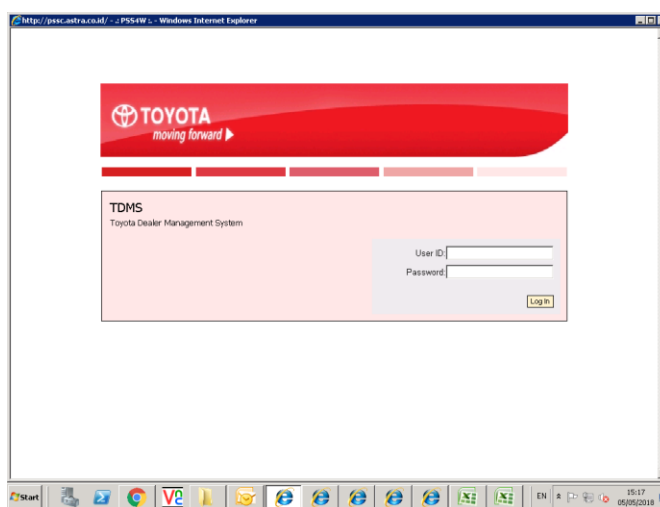 http://pssc.astra.co.id/ - .: PSS4W :. - Windows Internet Explorer
TOYOTA
moving forward
TDMS
Toyota Dealer Management System
User ID:
Password:
Log In
Start
EN
15:17
05/05/2018